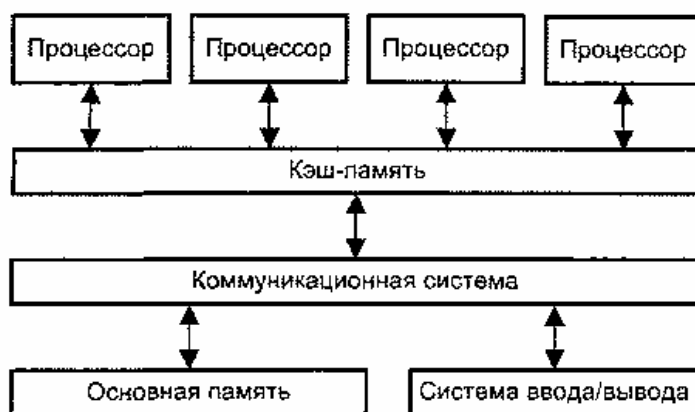 Процессор
Процессор
Процессор
Процессор
Кэш-память
Коммуникационная система
Основная память
Система ввода/вывода